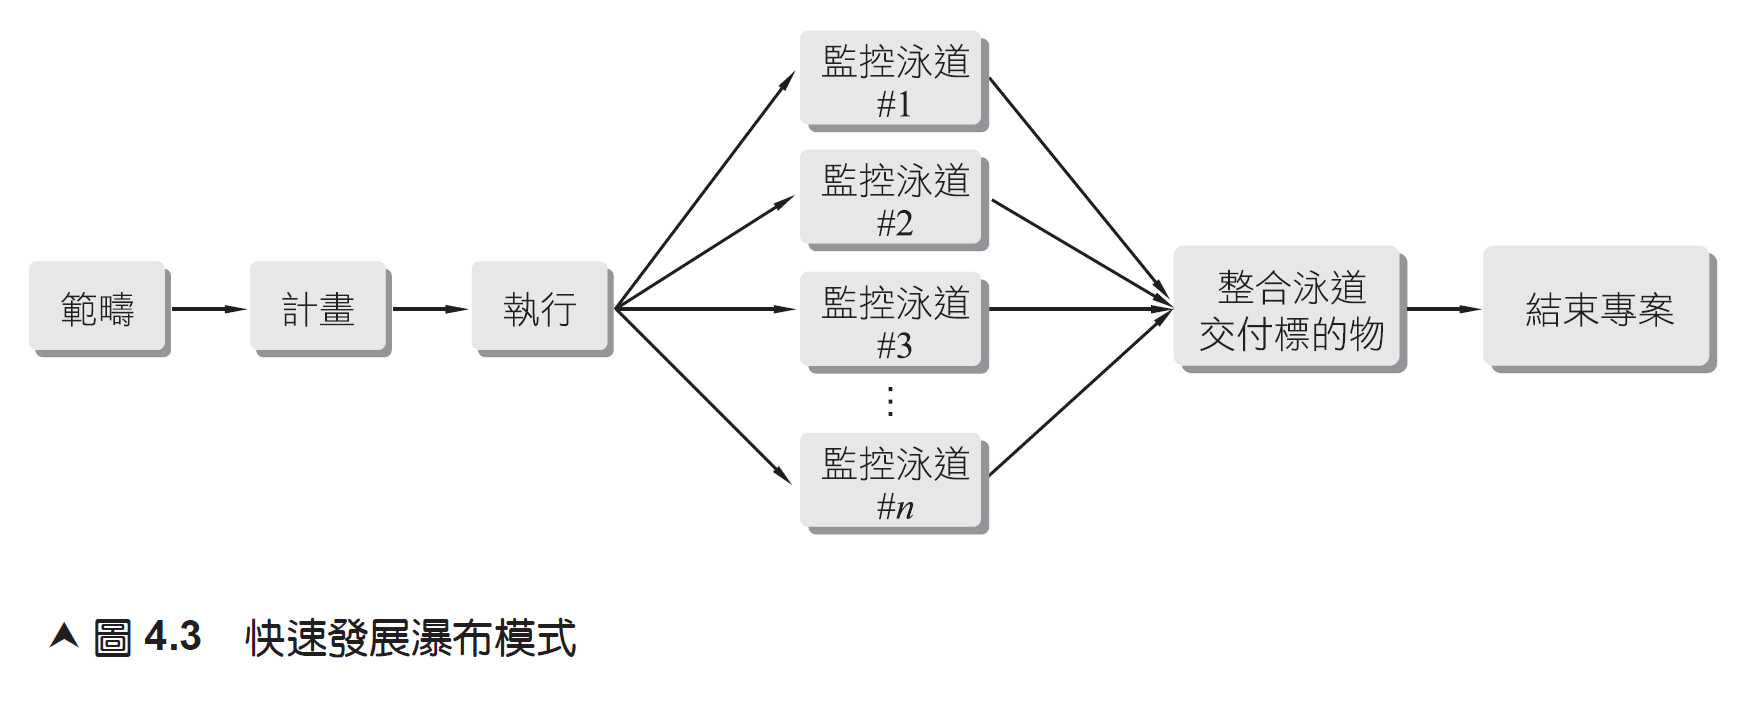 範疇
計畫
執行
監控泳道
#1
監控泳道
#2
監控泳道
#3
⋮
監控泳道
#n
整合泳道
交付標的物
結束專案
圖 4.3 快速發展瀑布模式